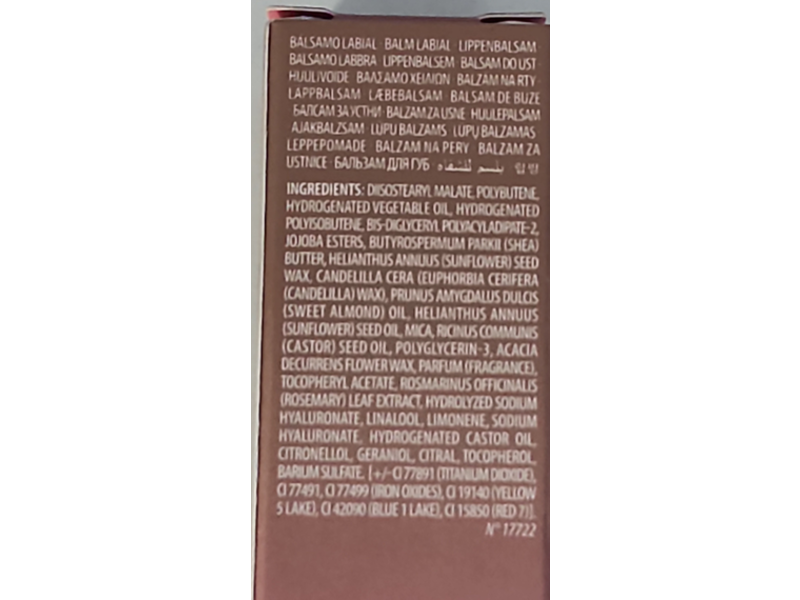 BALSAMO LABIAL · BALM LABIAL · LIPPENBALSAM
BALSAMO LABBRA · LIPPENBALSEM · BALSAM DO UST
HUULIVOIDE · ΒΑΛΣΑΜΟ ΧΕΙΛΙΩΝ · BALZAM NA RTY
LÄPPBALSAM · LÆBEBALSAM · BALSAM DE BUZE
БАЛСАМ ЗА УСТНИ · BALZAM ZA USNE · HUULEPALSAM
AJAKBALZSAM · LŪPU BALZAMS · LŪPŲ BALZAMAS
LEPPEPOMADE · BALZAM NA PERY · BALZAM ZA
USTNICE · БАЛЬЗАМ ДЛЯ ГУБ · بلسم للشفاه · 립 밤
INGREDIENTS: DIISOSTEARYL MALATE, POLYBUTENE,
HYDROGENATED VEGETABLE OIL, HYDROGENATED
POLYISOBUTENE, BIS-DIGLYCERYL POLYACYLADIPATE-2,
JOJOBA ESTERS, BUTYROSPERMUM PARKII (SHEA)
BUTTER, HELIANTHUS ANNUUS (SUNFLOWER) SEED
WAX, CANDELILLA CERA (EUPHORBIA CERIFERA
(CANDELILLA) WAX), PRUNUS AMYGDALUS DULCIS
(SWEET ALMOND) OIL, HELIANTHUS ANNUUS
(SUNFLOWER) SEED OIL, MICA, RICINUS COMMUNIS
(CASTOR) SEED OIL, POLYGLYCERIN-3, ACACIA
DECURRENS FLOWER WAX, PARFUM (FRAGRANCE),
TOCOPHERYL ACETATE, ROSMARINUS OFFICINALIS
(ROSEMARY) LEAF EXTRACT, HYDROLYZED SODIUM
HYALURONATE, LINALOOL, LIMONENE, SODIUM
HYALURONATE, HYDROGENATED CASTOR OIL,
CITRONELLOL, GERANIOL, CITRAL, TOCOPHEROL,
BARIUM SULFATE. [+/- CI 77891 (TITANIUM DIOXIDE),
CI 77491, CI 77499 (IRON OXIDES), CI 19140 (YELLOW
5 LAKE), CI 42090 (BLUE 1 LAKE), CI 15850 (RED 7)].
N° 17722